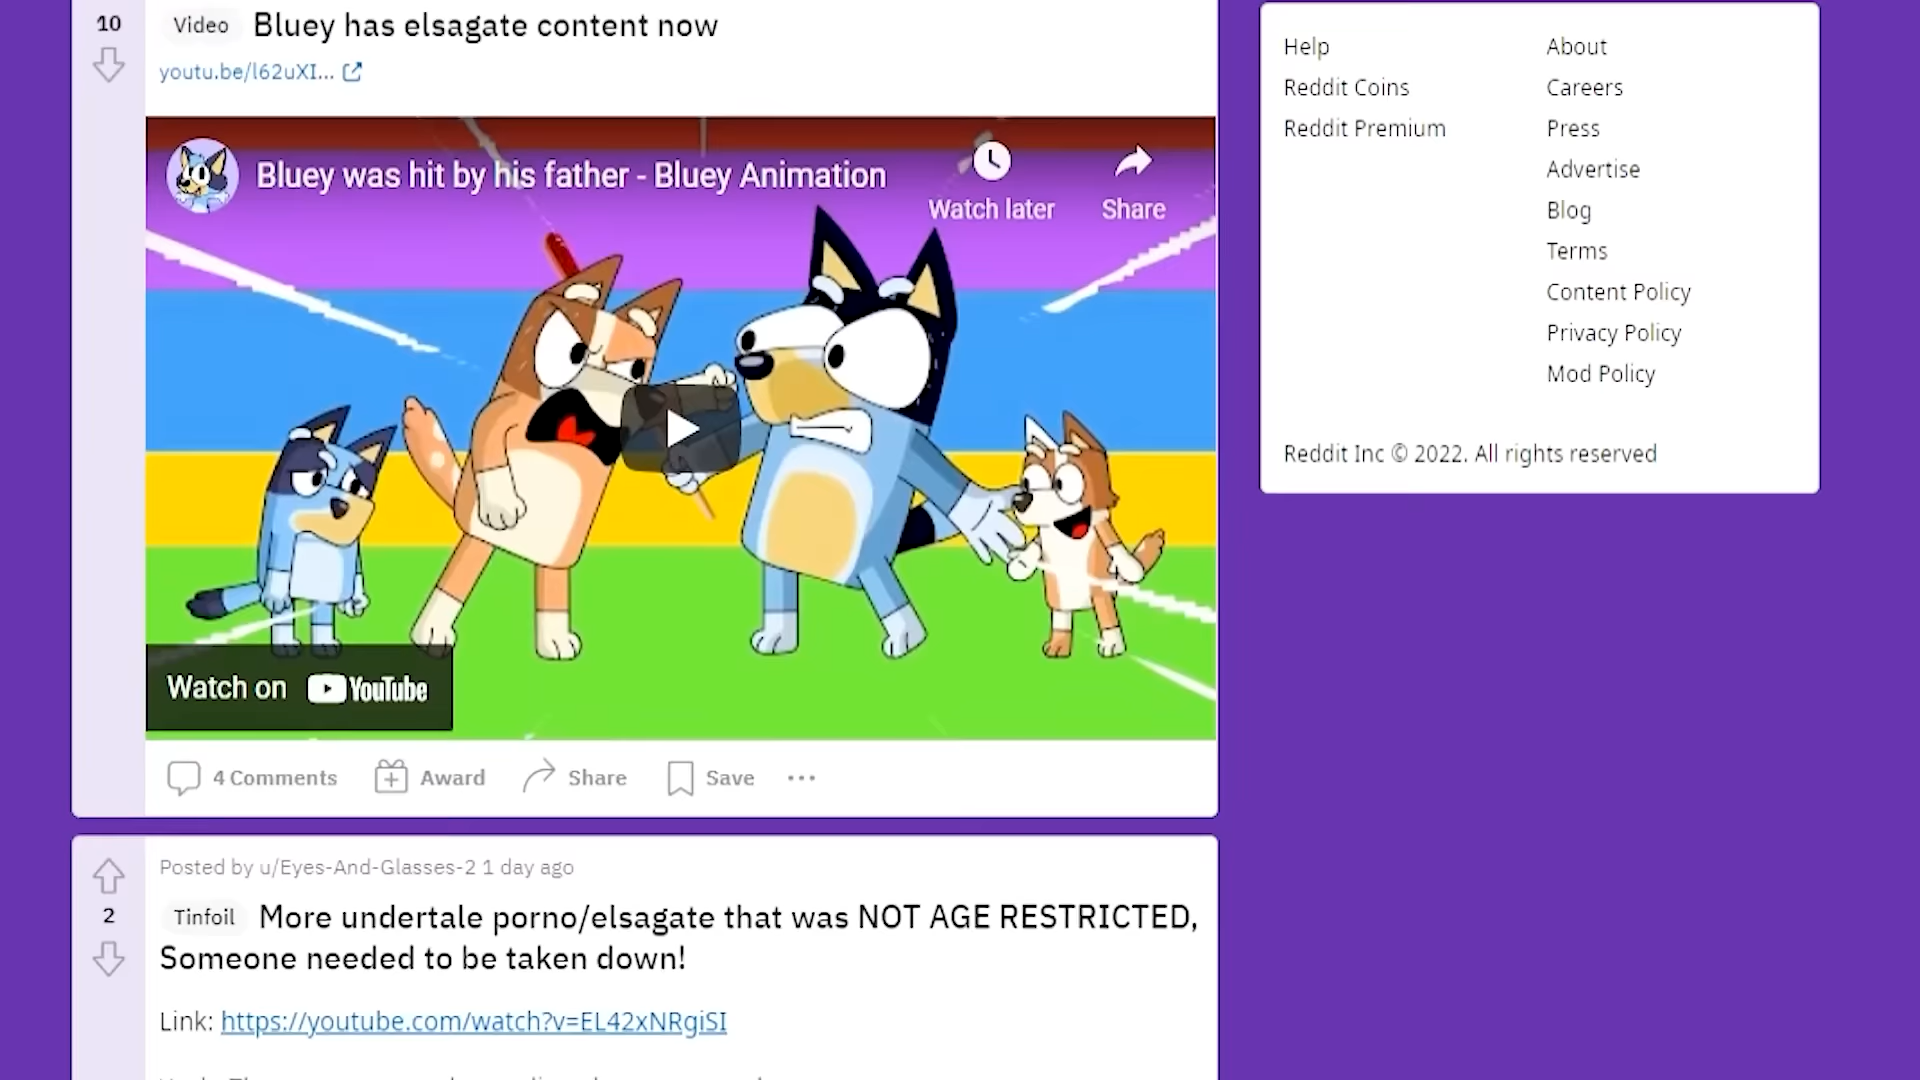 10
Video Bluey has elsagate content now
youtu.be/l62uXI...
Bluey was hit by his father - Bluey Animation
Watch later
Share
Watch on YouTube
4 Comments
Award
Share
Save
Posted by u/Eyes-And-Glasses-2 1 day ago
2
Tinfoil More undertale porno/elsagate that was NOT AGE RESTRICTED,
Someone needed to be taken down!
Link: https://youtube.com/watch?v=EL42xNRgiSI
Help
Reddit Coins
Reddit Premium
About
Careers
Press
Advertise
Blog
Terms
Content Policy
Privacy Policy
Mod Policy
Reddit Inc © 2022. All rights reserved